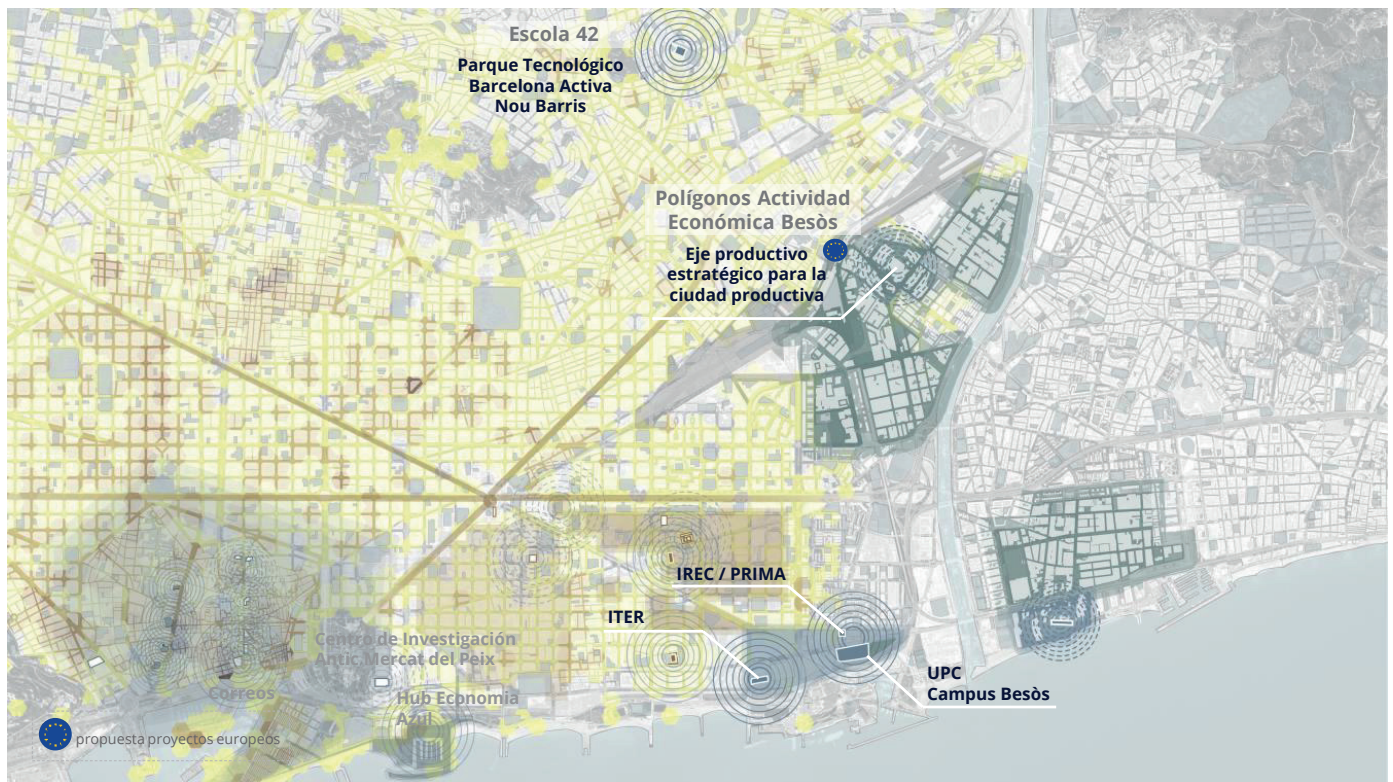 Escola 42
Parque Tecnológico
Barcelona Activa
Nou Barris
Polígonos Actividad
Económica Besòs
Eje productivo
estratégico para la
ciudad productiva
IREC / PRIMA
ITER
Centro de Investigación
Antic Mercat del Peix
UPC
Campus Besòs
Correos
Hub Economia
Azul
propuesta proyectos europeos